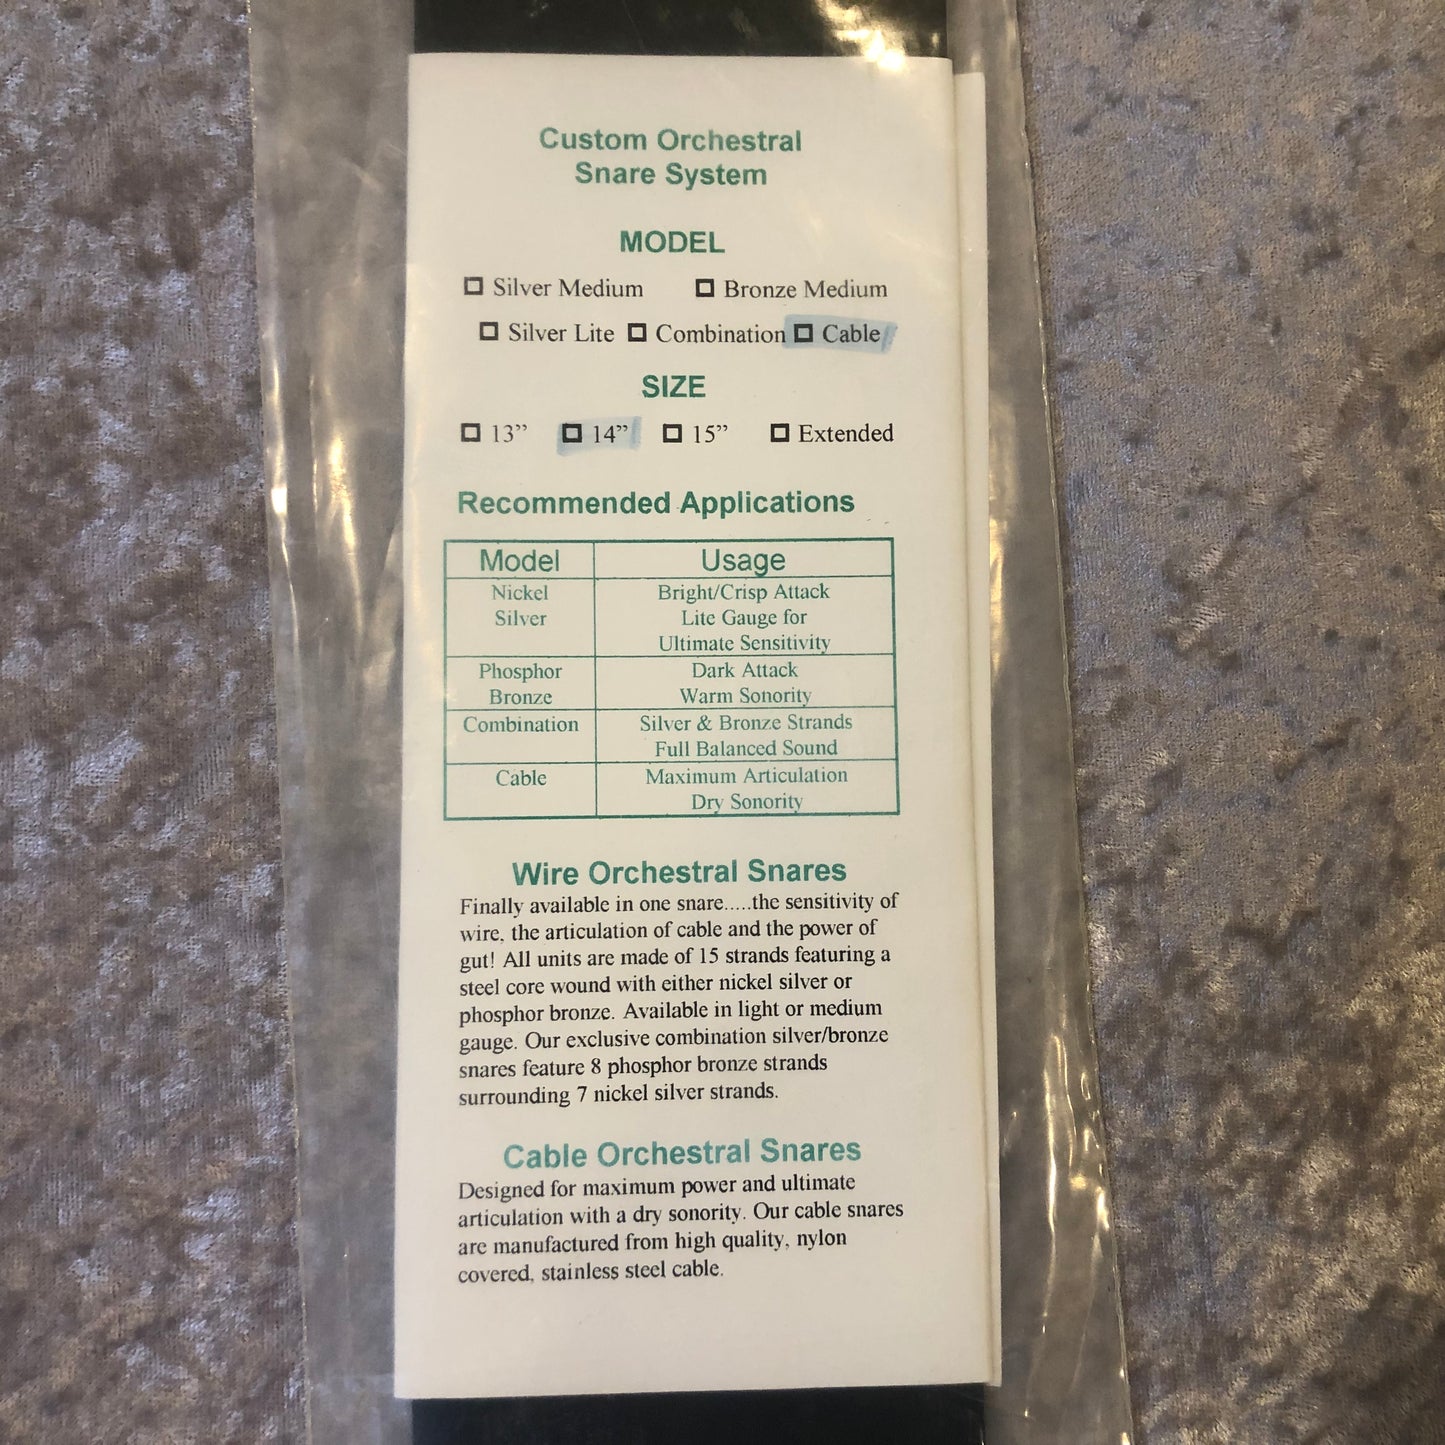 Custom Orchestral
Snare System
MODEL
☐ Silver Medium ☐ Bronze Medium
☐ Silver Lite ☐ Combination ☐ Cable
SIZE
☐ 13” ☐ 14” ☐ 15” ☐ Extended
Recommended Applications
Model Usage
Nickel Bright/Crisp Attack
Silver Lite Gauge for
Ultimate Sensitivity
Phosphor Dark Attack
Bronze Warm Sonority
Combination Silver & Bronze Strands
Full Balanced Sound
Cable Maximum Articulation
Dry Sonority
Wire Orchestral Snares
Finally available in one snare.....the sensitivity of
wire, the articulation of cable and the power of
gut! All units are made of 15 strands featuring a
steel core wound with either nickel silver or
phosphor bronze. Available in light or medium
gauge. Our exclusive combination silver/bronze
snares feature 8 phosphor bronze strands
surrounding 7 nickel silver strands.
Cable Orchestral Snares
Designed for maximum power and ultimate
articulation with a dry sonority. Our cable snares
are manufactured from high quality, nylon
covered, stainless steel cable.